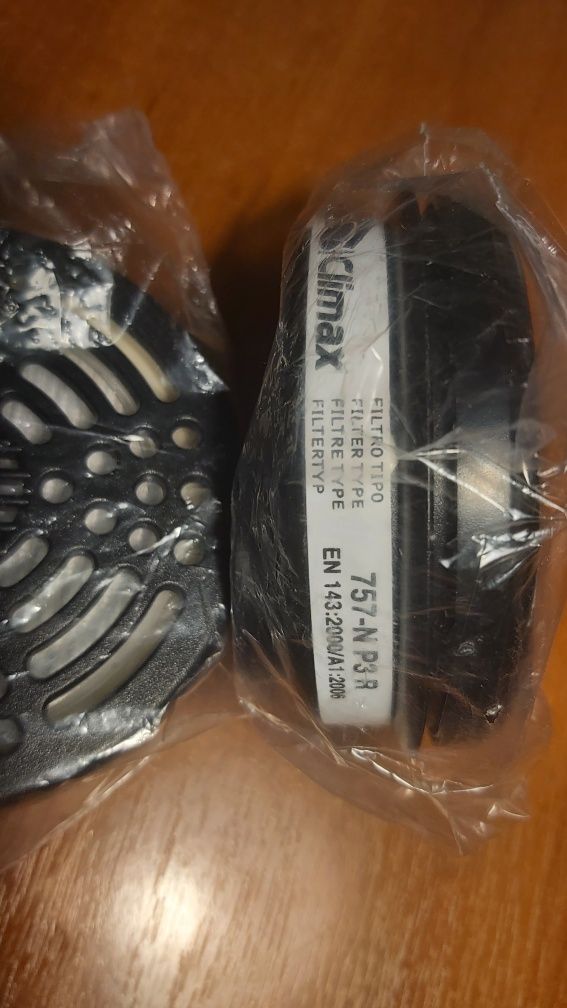 climax
FILTRO TIPO
FILTER TYPE
FILTRE TYPE
FILTERTYP
757-N P3 R
EN 143:2000/A1:2006